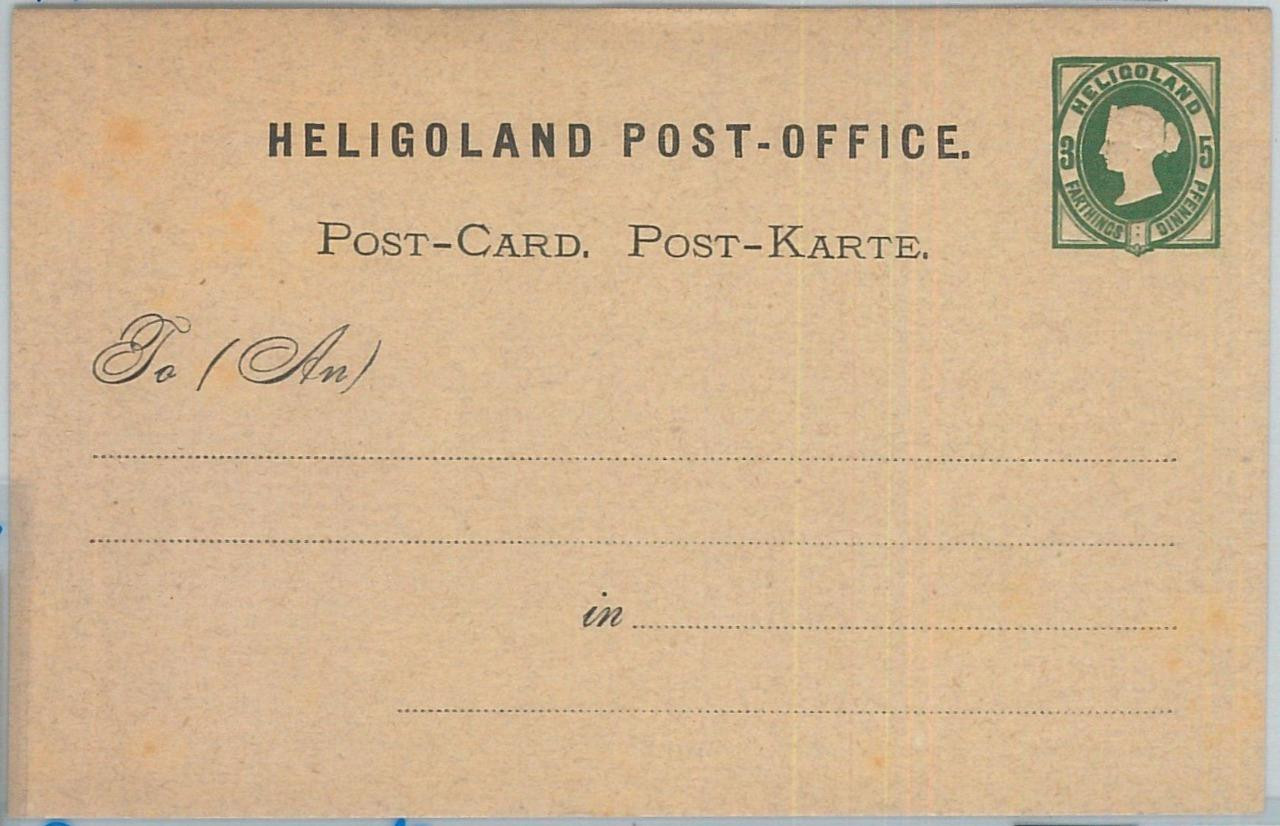 HELIGOLAND
3 5
FARTHINGS PFENNIG
HELIGOLAND POST-OFFICE.
POST-CARD. POST-KARTE.
To (An)
in